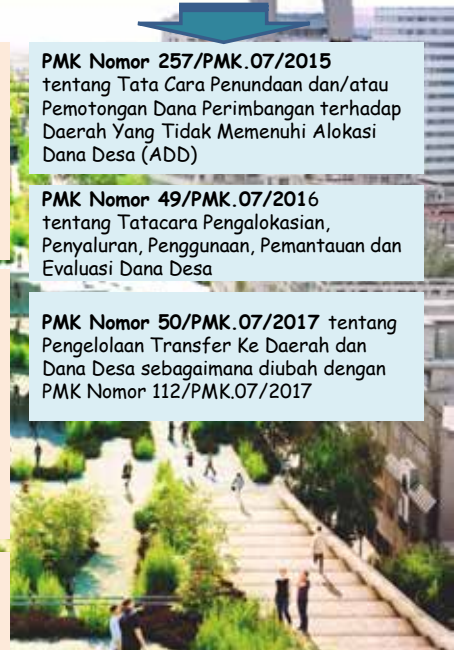 PMK Nomor 257/PMK.07/2015
tentang Tata Cara Penundaan dan/atau
Pemotongan Dana Perimbangan terhadap
Daerah Yang Tidak Memenuhi Alokasi
Dana Desa (ADD)
PMK Nomor 49/PMK.07/2016
tentang Tatacara Pengalokasian,
Penyaluran, Penggunaan, Pemantauan dan
Evaluasi Dana Desa
PMK Nomor 50/PMK.07/2017 tentang
Pengelolaan Transfer Ke Daerah dan
Dana Desa sebagaimana diubah dengan
PMK Nomor 112/PMK.07/2017